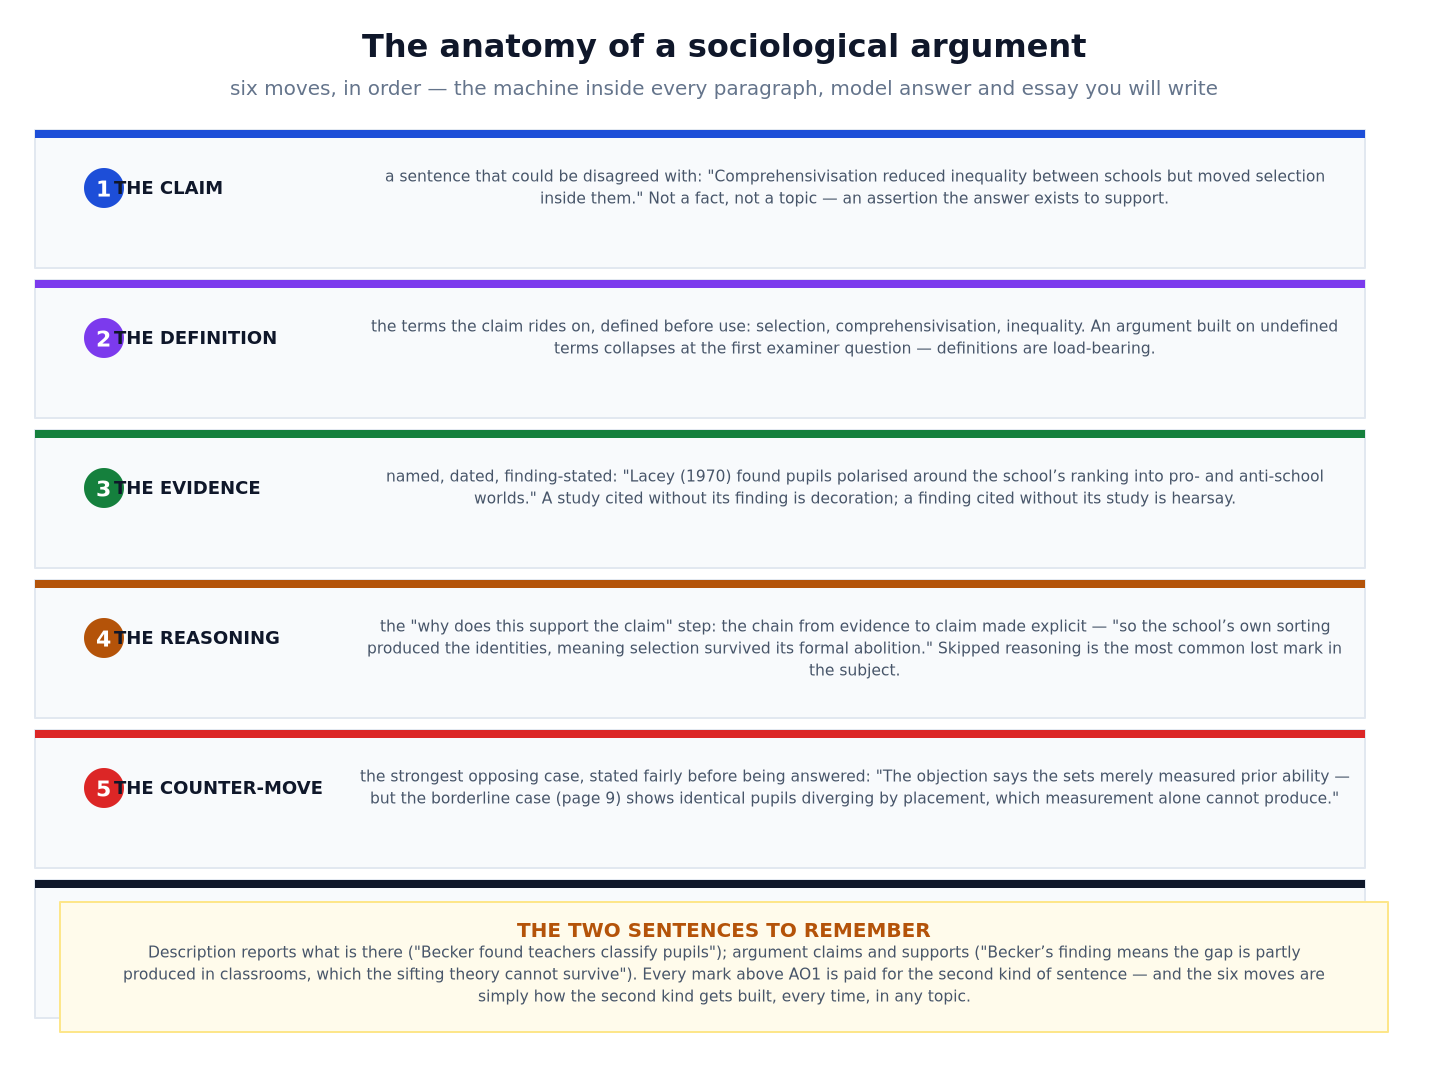 The anatomy of a sociological argument
six moves, in order — the machine inside every paragraph, model answer and essay you will write
1 THE CLAIM
a sentence that could be disagreed with: "Comprehensivisation reduced inequality between schools but moved selection
inside them." Not a fact, not a topic — an assertion the answer exists to support.
2 THE DEFINITION
the terms the claim rides on, defined before use: selection, comprehensivisation, inequality. An argument built on undefined
terms collapses at the first examiner question — definitions are load-bearing.
3 THE EVIDENCE
named, dated, finding-stated: "Lacey (1970) found pupils polarised around the school’s ranking into pro- and anti-school
worlds." A study cited without its finding is decoration; a finding cited without its study is hearsay.
4 THE REASONING
the "why does this support the claim" step: the chain from evidence to claim made explicit — "so the school’s own sorting
produced the identities, meaning selection survived its formal abolition." Skipped reasoning is the most common lost mark in
the subject.
5 THE COUNTER-MOVE
the strongest opposing case, stated fairly before being answered: "The objection says the sets merely measured prior ability —
but the borderline case (page 9) shows identical pupils diverging by placement, which measurement alone cannot produce."
THE TWO SENTENCES TO REMEMBER
Description reports what is there ("Becker found teachers classify pupils"); argument claims and supports ("Becker’s finding means the gap is partly
produced in classrooms, which the sifting theory cannot survive"). Every mark above AO1 is paid for the second kind of sentence — and the six moves are
simply how the second kind gets built, every time, in any topic.